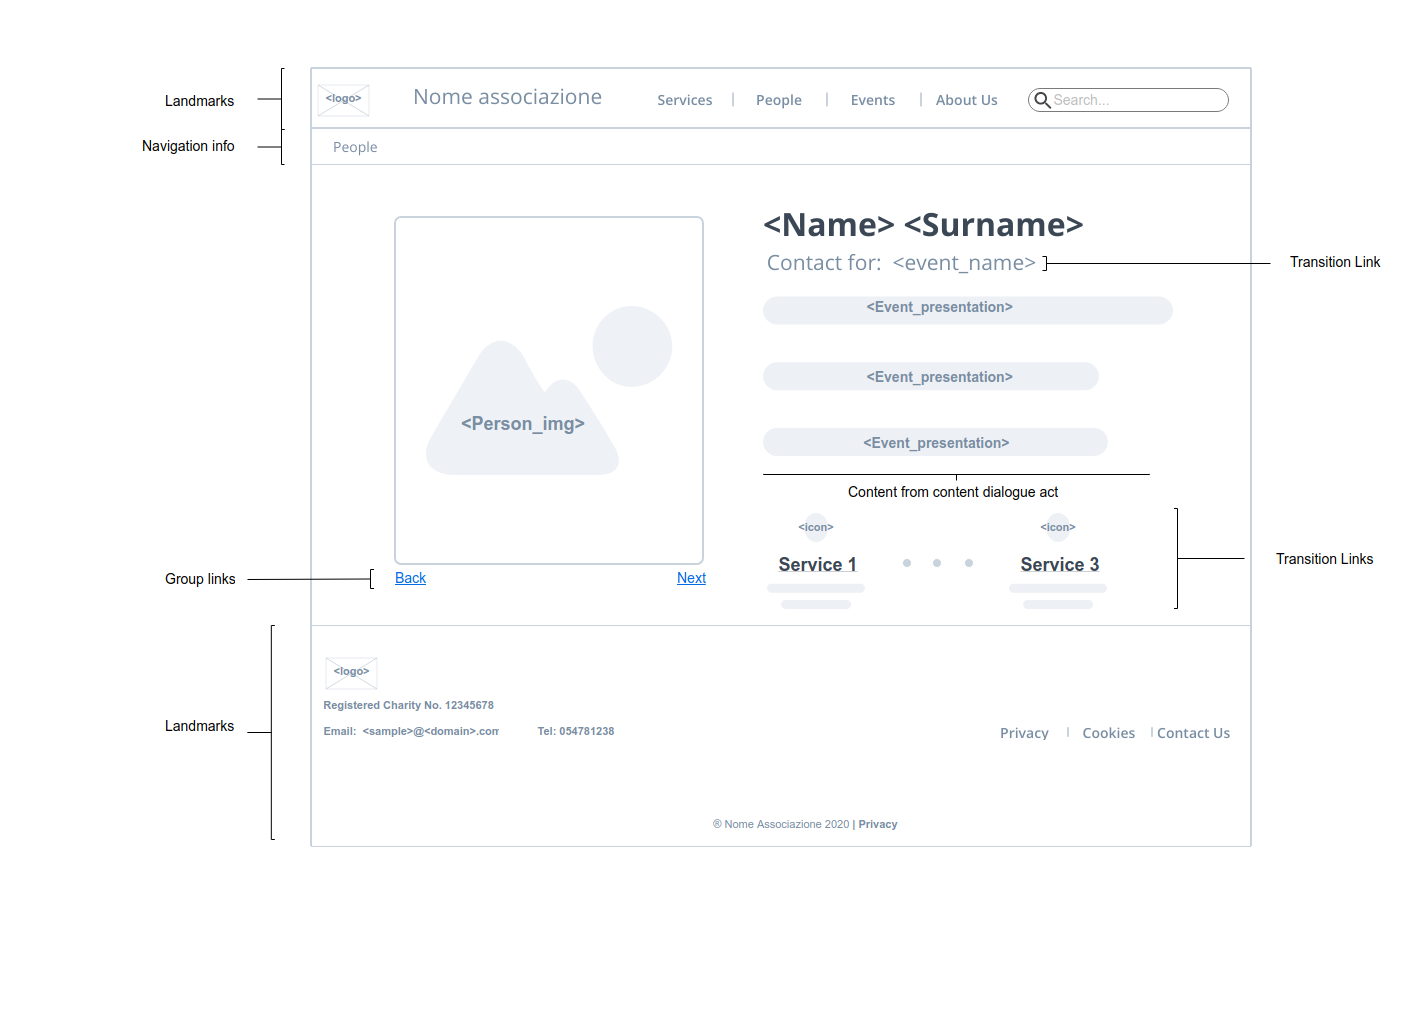 Landmarks
<logo>
Nome associazione
Services
People
Events
About Us
Search...
Navigation info
People
<Name> <Surname>
Contact for: <event_name>
Transition Link
<Event_presentation>
<Event_presentation>
<Person_img>
<Event_presentation>
Content from content dialogue act
<icon>
<icon>
Service 1
Service 3
Transition Links
Group links
Back
Next
<logo>
Registered Charity No. 12345678
Landmarks
Email: <sample>@<domain>.com
Tel: 054781238
Privacy
Cookies
Contact Us
® Nome Associazione 2020 | Privacy